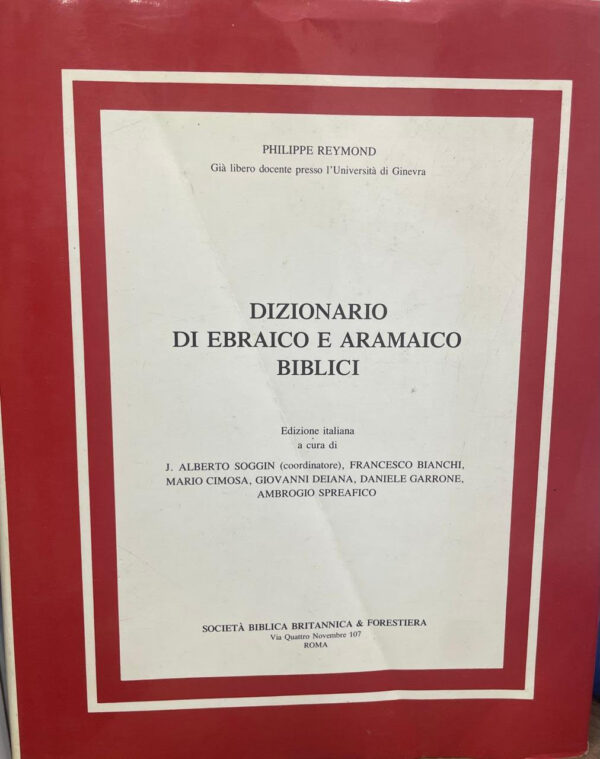 PHILIPPE REYMOND
Già libero docente presso l'Università di Ginevra
DIZIONARIO
DI EBRAICO E ARAMAICO
BIBLICI
Edizione italiana
a cura di
J. ALBERTO SOGGIN (coordinatore), FRANCESCO BIANCHI,
MARIO CIMOSA, GIOVANNI DEIANA, DANIELE GARRONE,
AMBROGIO SPREAFICO
SOCIETÀ BIBLICA BRITANNICA & FORESTIERA
Via Quattro Novembre 107
ROMA